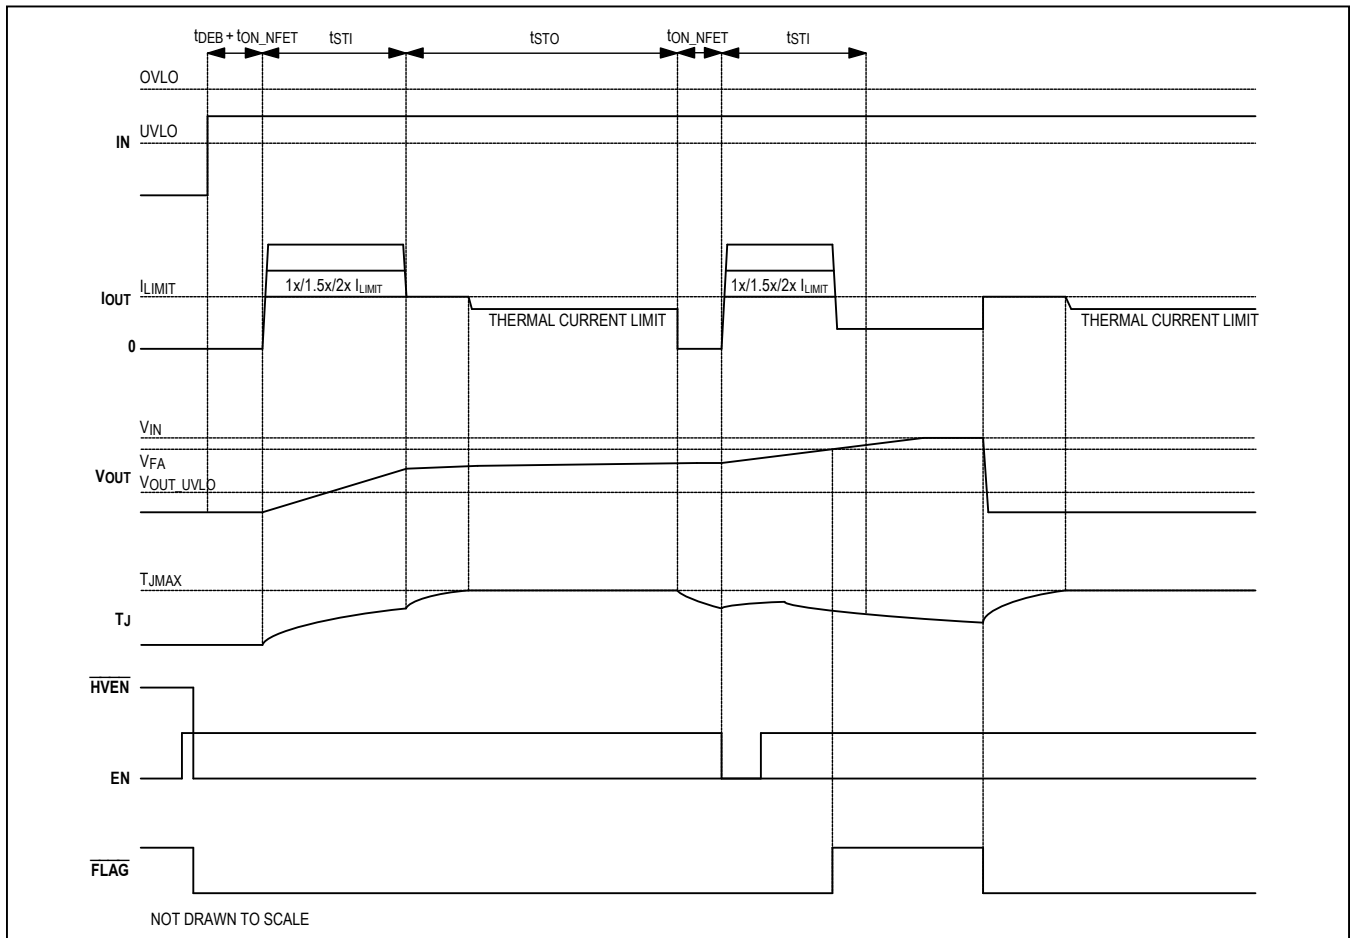 tDEB + tON_NFET tSTI tSTO tON_NFET tSTI
OVLO
UVLO
IN
ILIMIT
1x/1.5x/2x ILIMIT 1x/1.5x/2x ILIMIT
IOUT
THERMAL CURRENT LIMIT THERMAL CURRENT LIMIT
0
VIN
VFA
VOUT
VOUT_UVLO
TJMAX
TJ
HVEN
EN
FLAG
NOT DRAWN TO SCALE